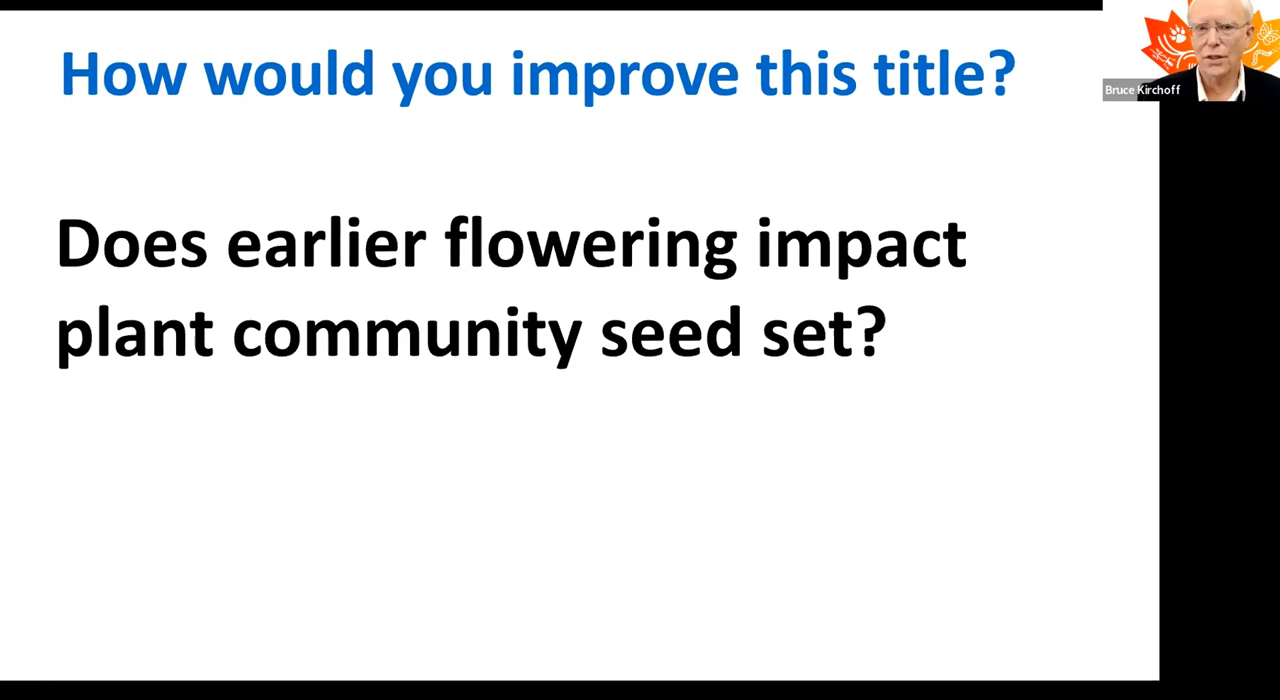 How would you improve this title?
Bruce Kirchoff
Does earlier flowering impact
plant community seed set?